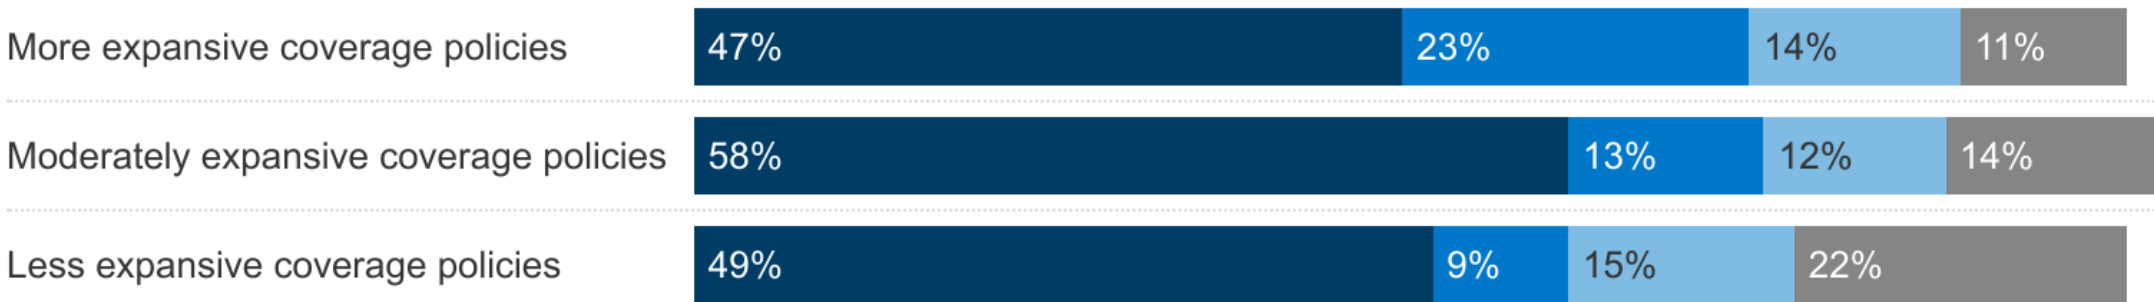 More expansive coverage policies 47% 23% 14% 11%
Moderately expansive coverage policies 58% 13% 12% 14%
Less expansive coverage policies 49% 9% 15% 22%